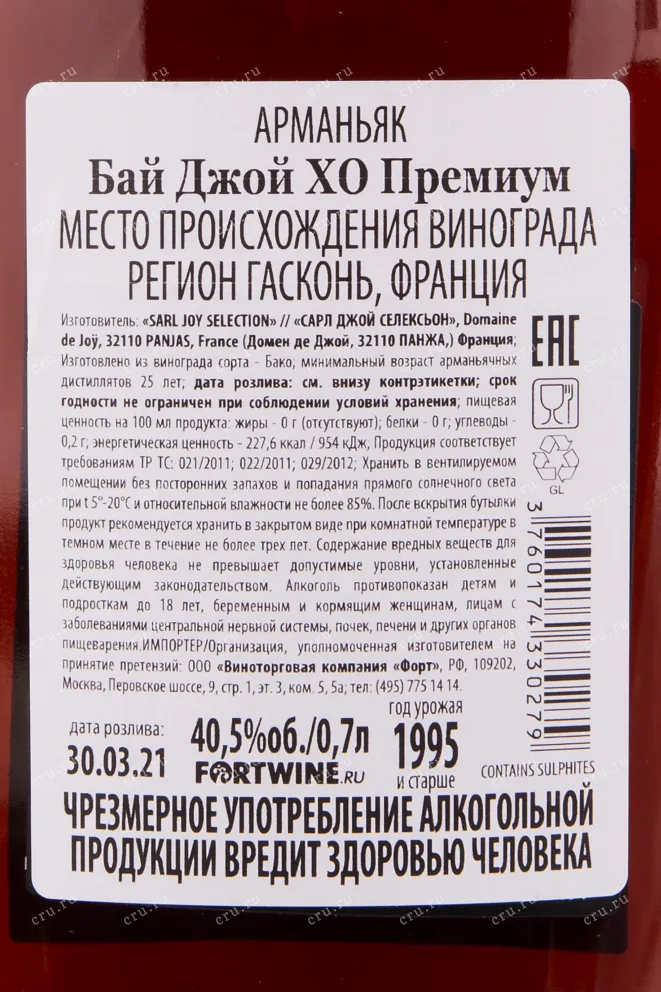 АРМАНЬЯК
Бай Джой ХО Премиум
МЕСТО ПРОИСХОЖДЕНИЯ ВИНОГРАДА
РЕГИОН ГАСКОНЬ, ФРАНЦИЯ
Изготовитель: «SARL JOY SELECTION» // «САРЛ ДЖОЙ СЕЛЕКСЬОН», Domaine
de Joÿ, 32110 PANJAS, France (Домен де Джой, 32110 ПАНЖА,) Франция;
Изготовлено из винограда сорта - Бако; минимальный возраст арманьячных
дистиллятов 25 лет; дата розлива: см. внизу контрэтикетки; срок
годности не ограничен при соблюдении условий хранения; пищевая
ценность на 100 мл продукта: жиры - 0 г (отсутствуют); белки - 0 г; углеводы -
0,2 г; энергетическая ценность - 227,6 ккал / 954 кДж; Продукция соответствует
требованиям ТР ТС: 021/2011; 022/2011; 029/2012; Хранить в вентилируемом
помещении без посторонних запахов и попадания прямого солнечного света
при t 5°-20°С и относительной влажности не более 85%. После вскрытия бутылки
продукт рекомендуется хранить в закрытом виде при комнатной температуре в
темном месте в течение не более трех лет. Содержание вредных веществ для
здоровья человека не превышает допустимые уровни, установленные
действующим законодательством. Алкоголь противопоказан детям и
подросткам до 18 лет, беременным и кормящим женщинам, лицам с
заболеваниями центральной нервной системы, почек, печени и других органов
пищеварения.ИМПОРТЕР/Организация, уполномоченная изготовителем на
принятие претензий: ООО «Виноторговая компания «Форт», РФ, 109202,
Москва, Перовское шоссе, 9, стр. 1, эт. 3, ком. 5, 5а; тел: (495) 775 14 14.
EAC
GL
3 760174 330279
CONTAINS SULPHITES
дата розлива:
30.03.21
40,5%об./0,7л
FORTWINE.RU
год урожая
1995
и старше
ЧРЕЗМЕРНОЕ УПОТРЕБЛЕНИЕ АЛКОГОЛЬНОЙ
ПРОДУКЦИИ ВРЕДИТ ЗДОРОВЬЮ ЧЕЛОВЕКА
cru.ru